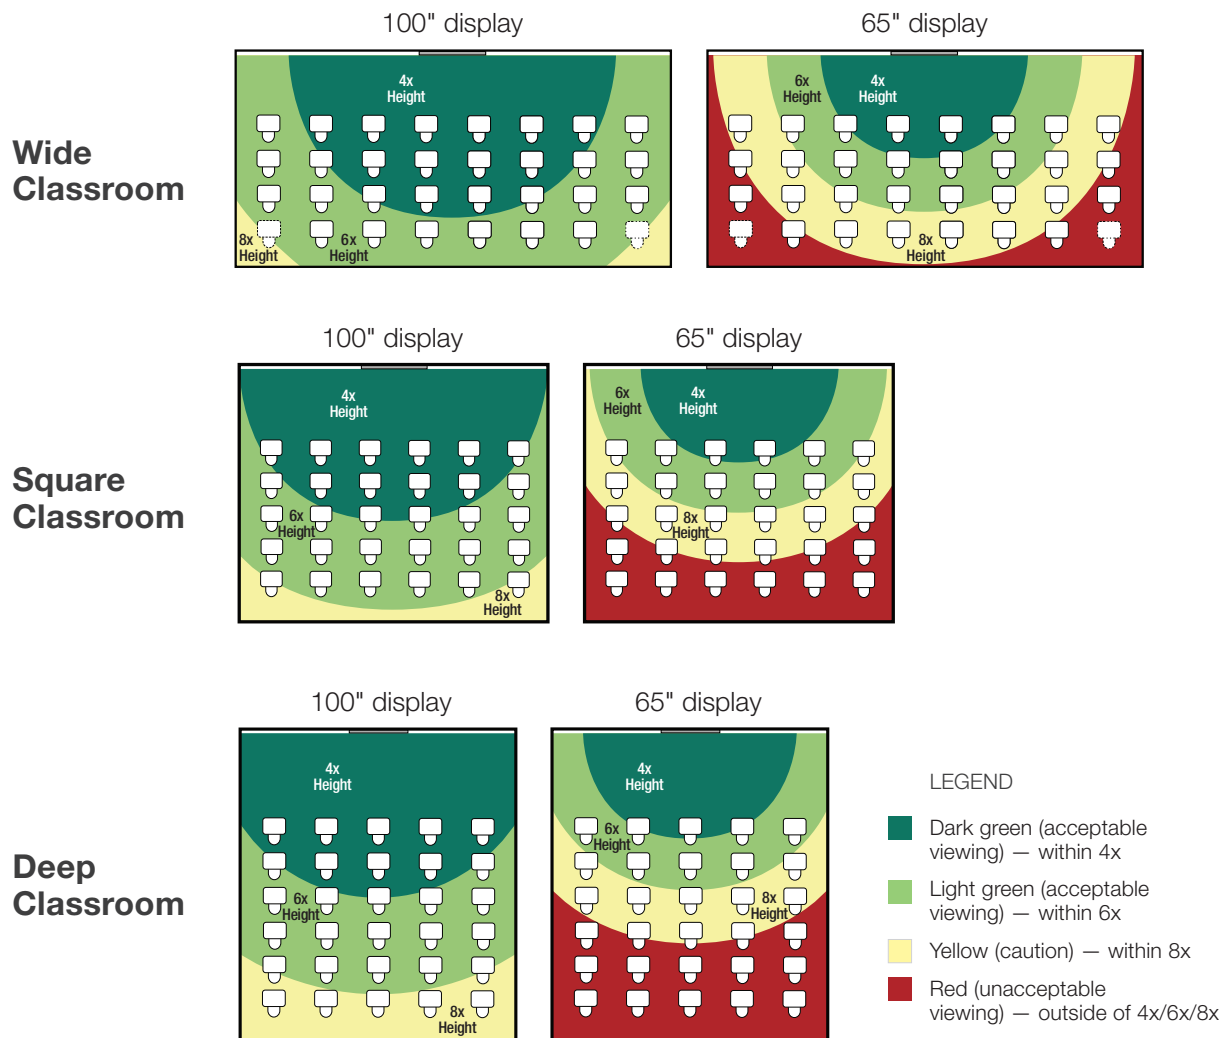 100" display
65" display
Wide
Classroom
4x
Height
8x
Height
6x
Height
6x
Height
4x
Height
8x
Height
100" display
65" display
Square
Classroom
4x
Height
6x
Height
8x
Height
6x
Height
4x
Height
8x
Height
100" display
65" display
Deep
Classroom
4x
Height
6x
Height
8x
Height
4x
Height
6x
Height
8x
Height
LEGEND
Dark green (acceptable
viewing) — within 4x
Light green (acceptable
viewing) — within 6x
Yellow (caution) — within 8x
Red (unacceptable
viewing) — outside of 4x/6x/8x